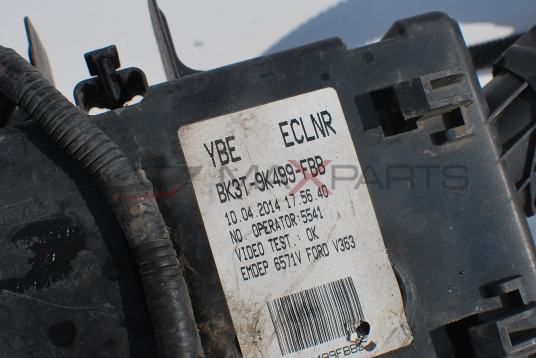 YBE ECLNR
BK3T-9K499-FBB
10.04.2014 17.56.40
NO. OPERATOR:5541
VIDEO TEST.: OK
EMDEP 6571V FORD V363
MAXPARTS